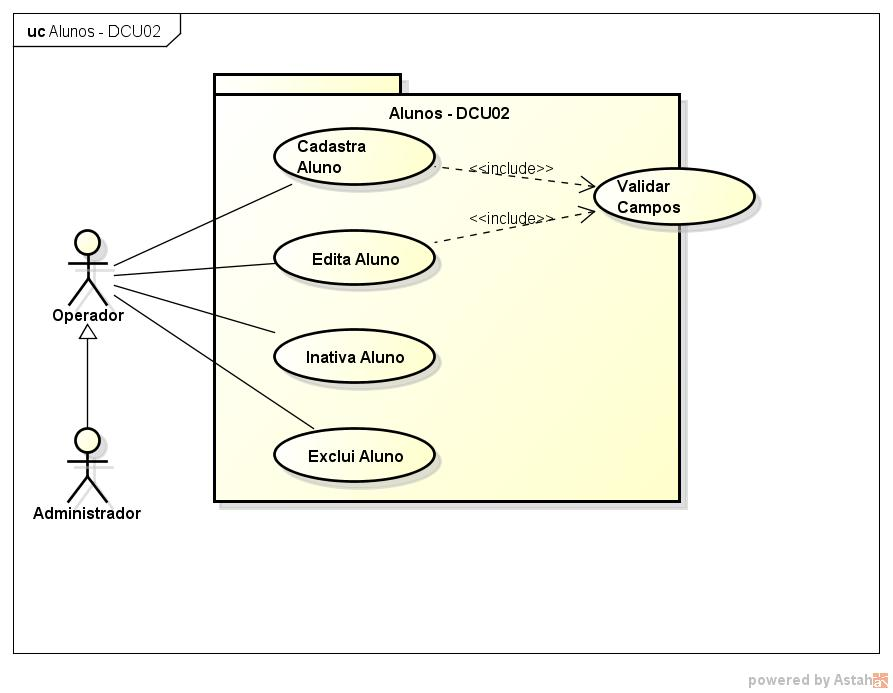 uc Alunos - DCU02
Alunos - DCU02
Cadastra
Aluno
<<include>>
Validar
Campos
<<include>>
Edita Aluno
Operador
Inativa Aluno
Exclui Aluno
Administrador
powered by Astah